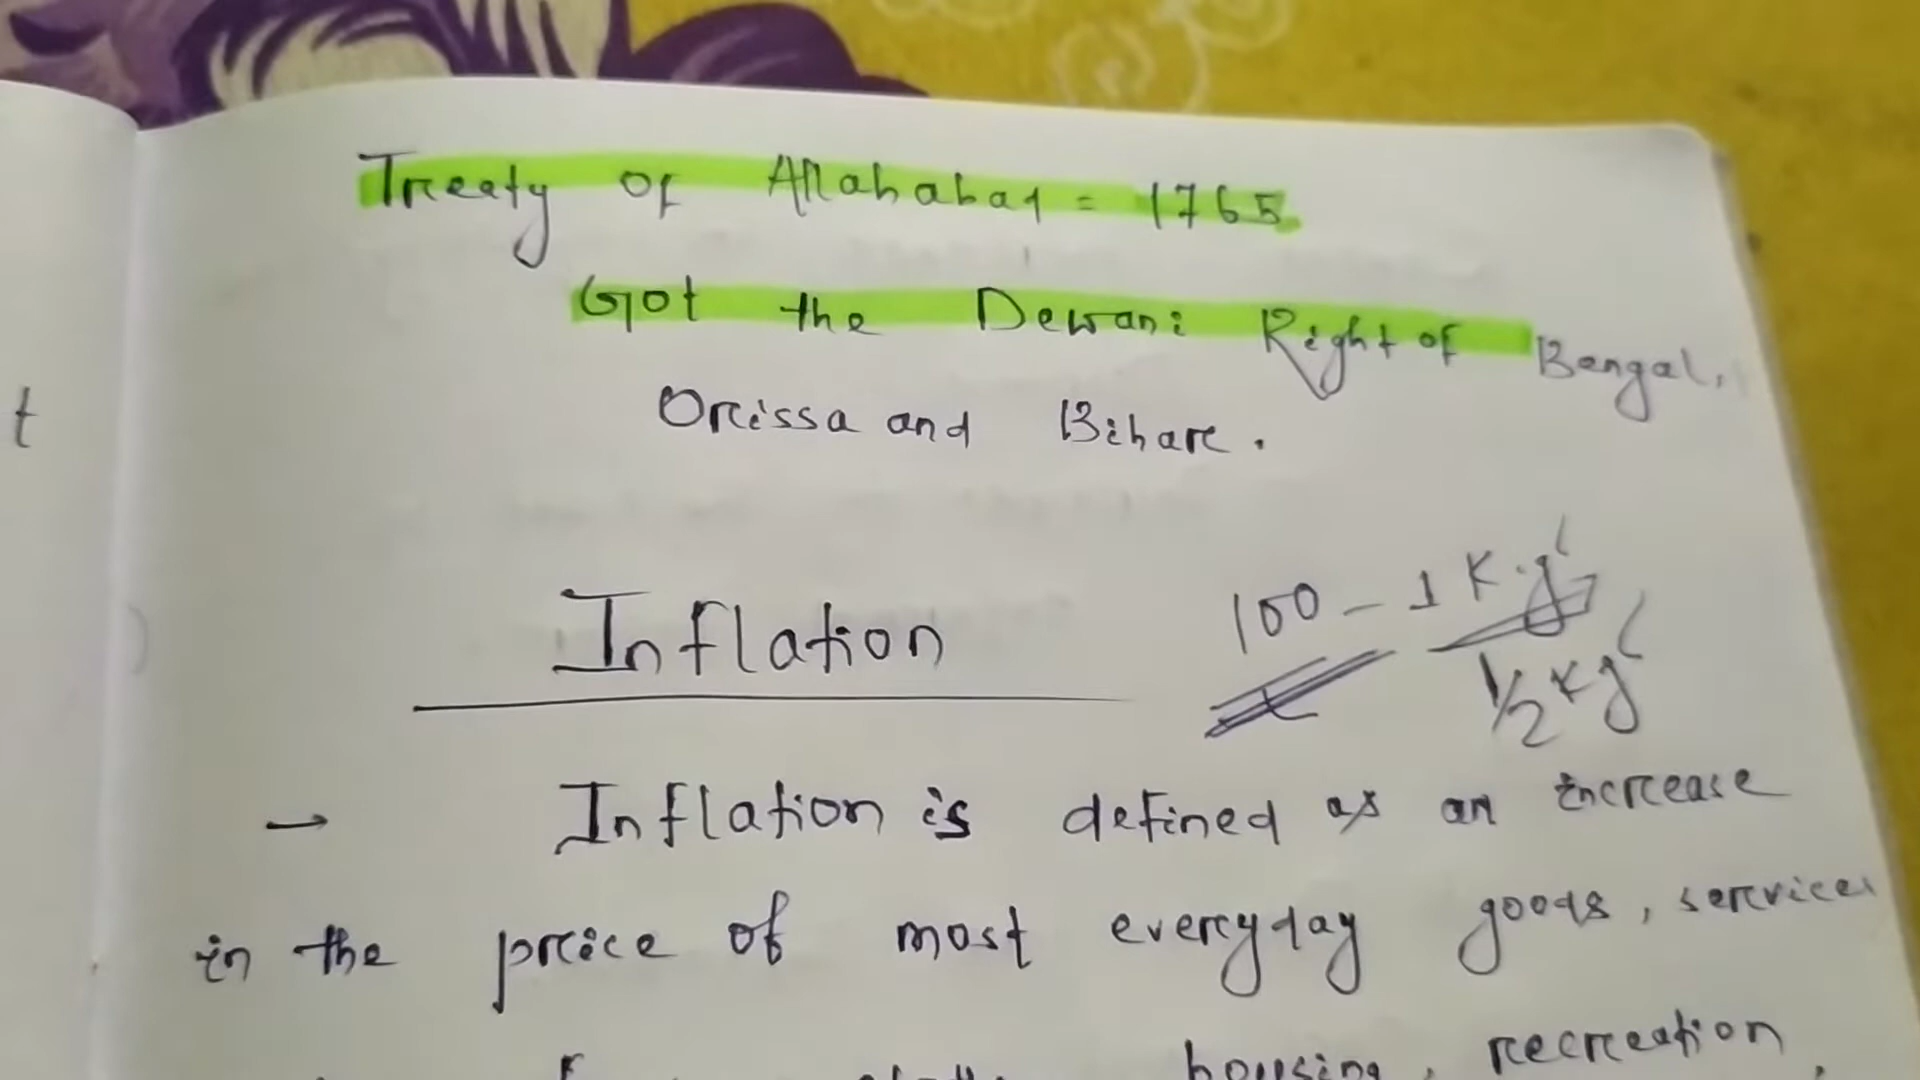 Treaty of Allahabad = 1765
Got the Dewani Right of Bengal,
Orissa and Bihar.
100 - 1 Kg
1/2 Kg
Inflation
→ Inflation is defined as an increase
in the price of most everyday goods, services
housing, recreation,
t